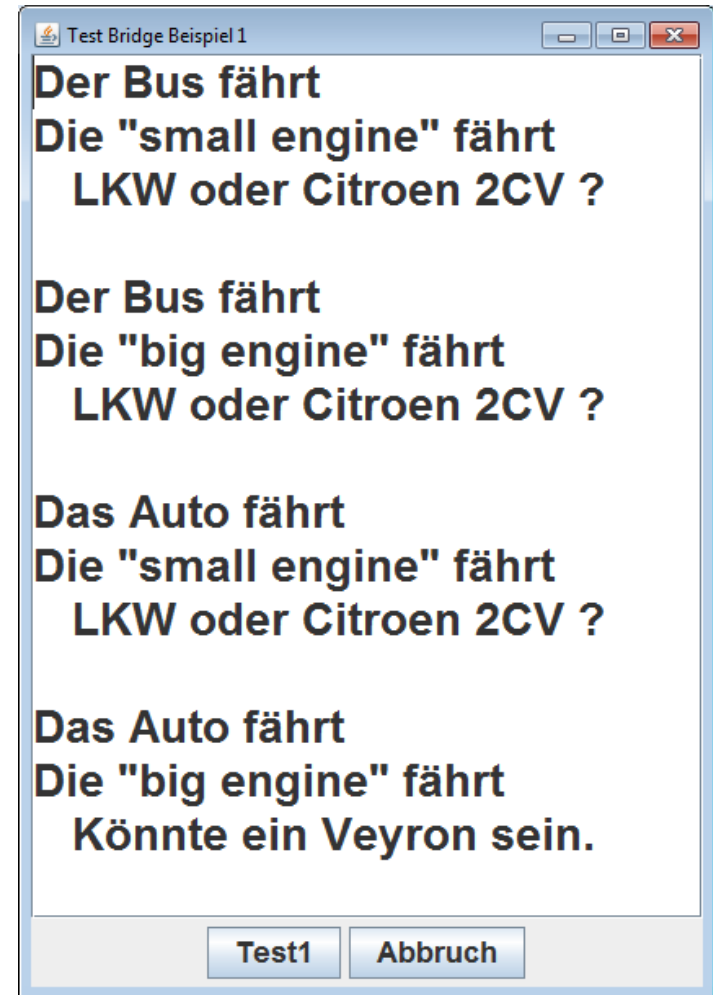 Test Bridge Beispiel 1
Der Bus fährt
Die "small engine" fährt
LKW oder Citroen 2CV ?
Der Bus fährt
Die "big engine" fährt
LKW oder Citroen 2CV ?
Das Auto fährt
Die "small engine" fährt
LKW oder Citroen 2CV ?
Das Auto fährt
Die "big engine" fährt
Könnte ein Veyron sein.
Test1 Abbruch